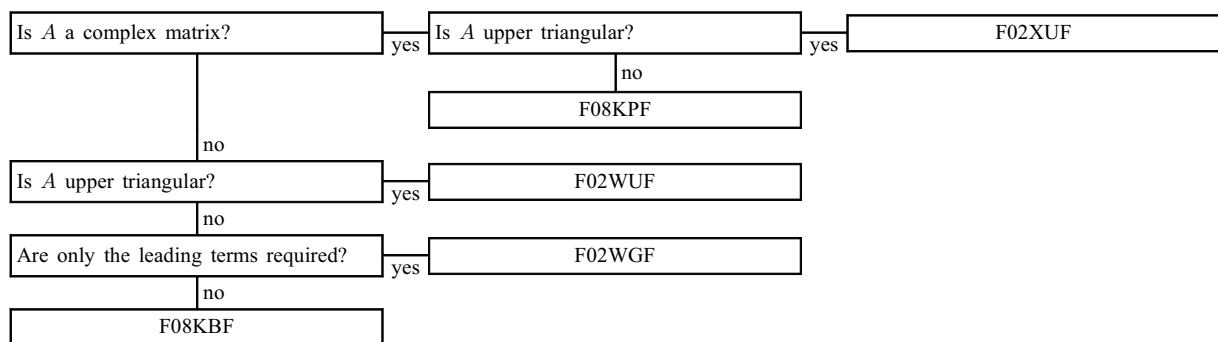 Is A a complex matrix?
yes
Is A upper triangular?
yes
F02XUF
no
F08KPF
no
Is A upper triangular?
yes
F02WUF
no
Are only the leading terms required?
yes
F02WGF
no
F08KBF